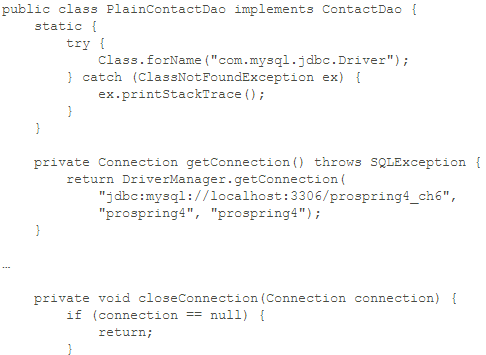 public class PlainContactDao implements ContactDao {
    static {
        try {
            Class.forName("com.mysql.jdbc.Driver");
        } catch (ClassNotFoundException ex) {
            ex.printStackTrace();
        }
    }

    private Connection getConnection() throws SQLException {
        return DriverManager.getConnection(
            "jdbc:mysql://localhost:3306/prospring4_ch6",
            "prospring4", "prospring4");
    }

…

    private void closeConnection(Connection connection) {
        if (connection == null) {
            return;
        }